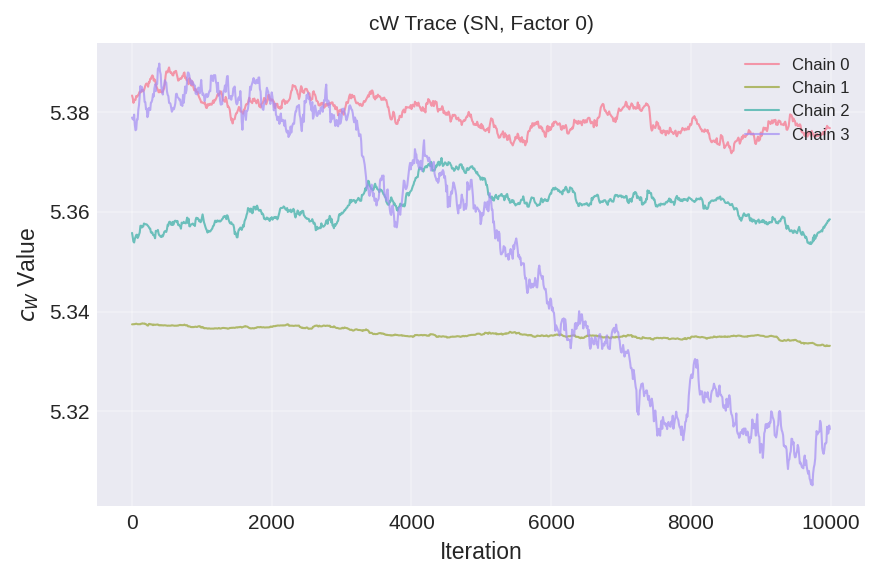 cW Trace (SN, Factor 0)
Chain 0
Chain 1
Chain 2
Chain 3
5.38
5.36
5.34
5.32
c_W Value
0 2000 4000 6000 8000 10000
Iteration